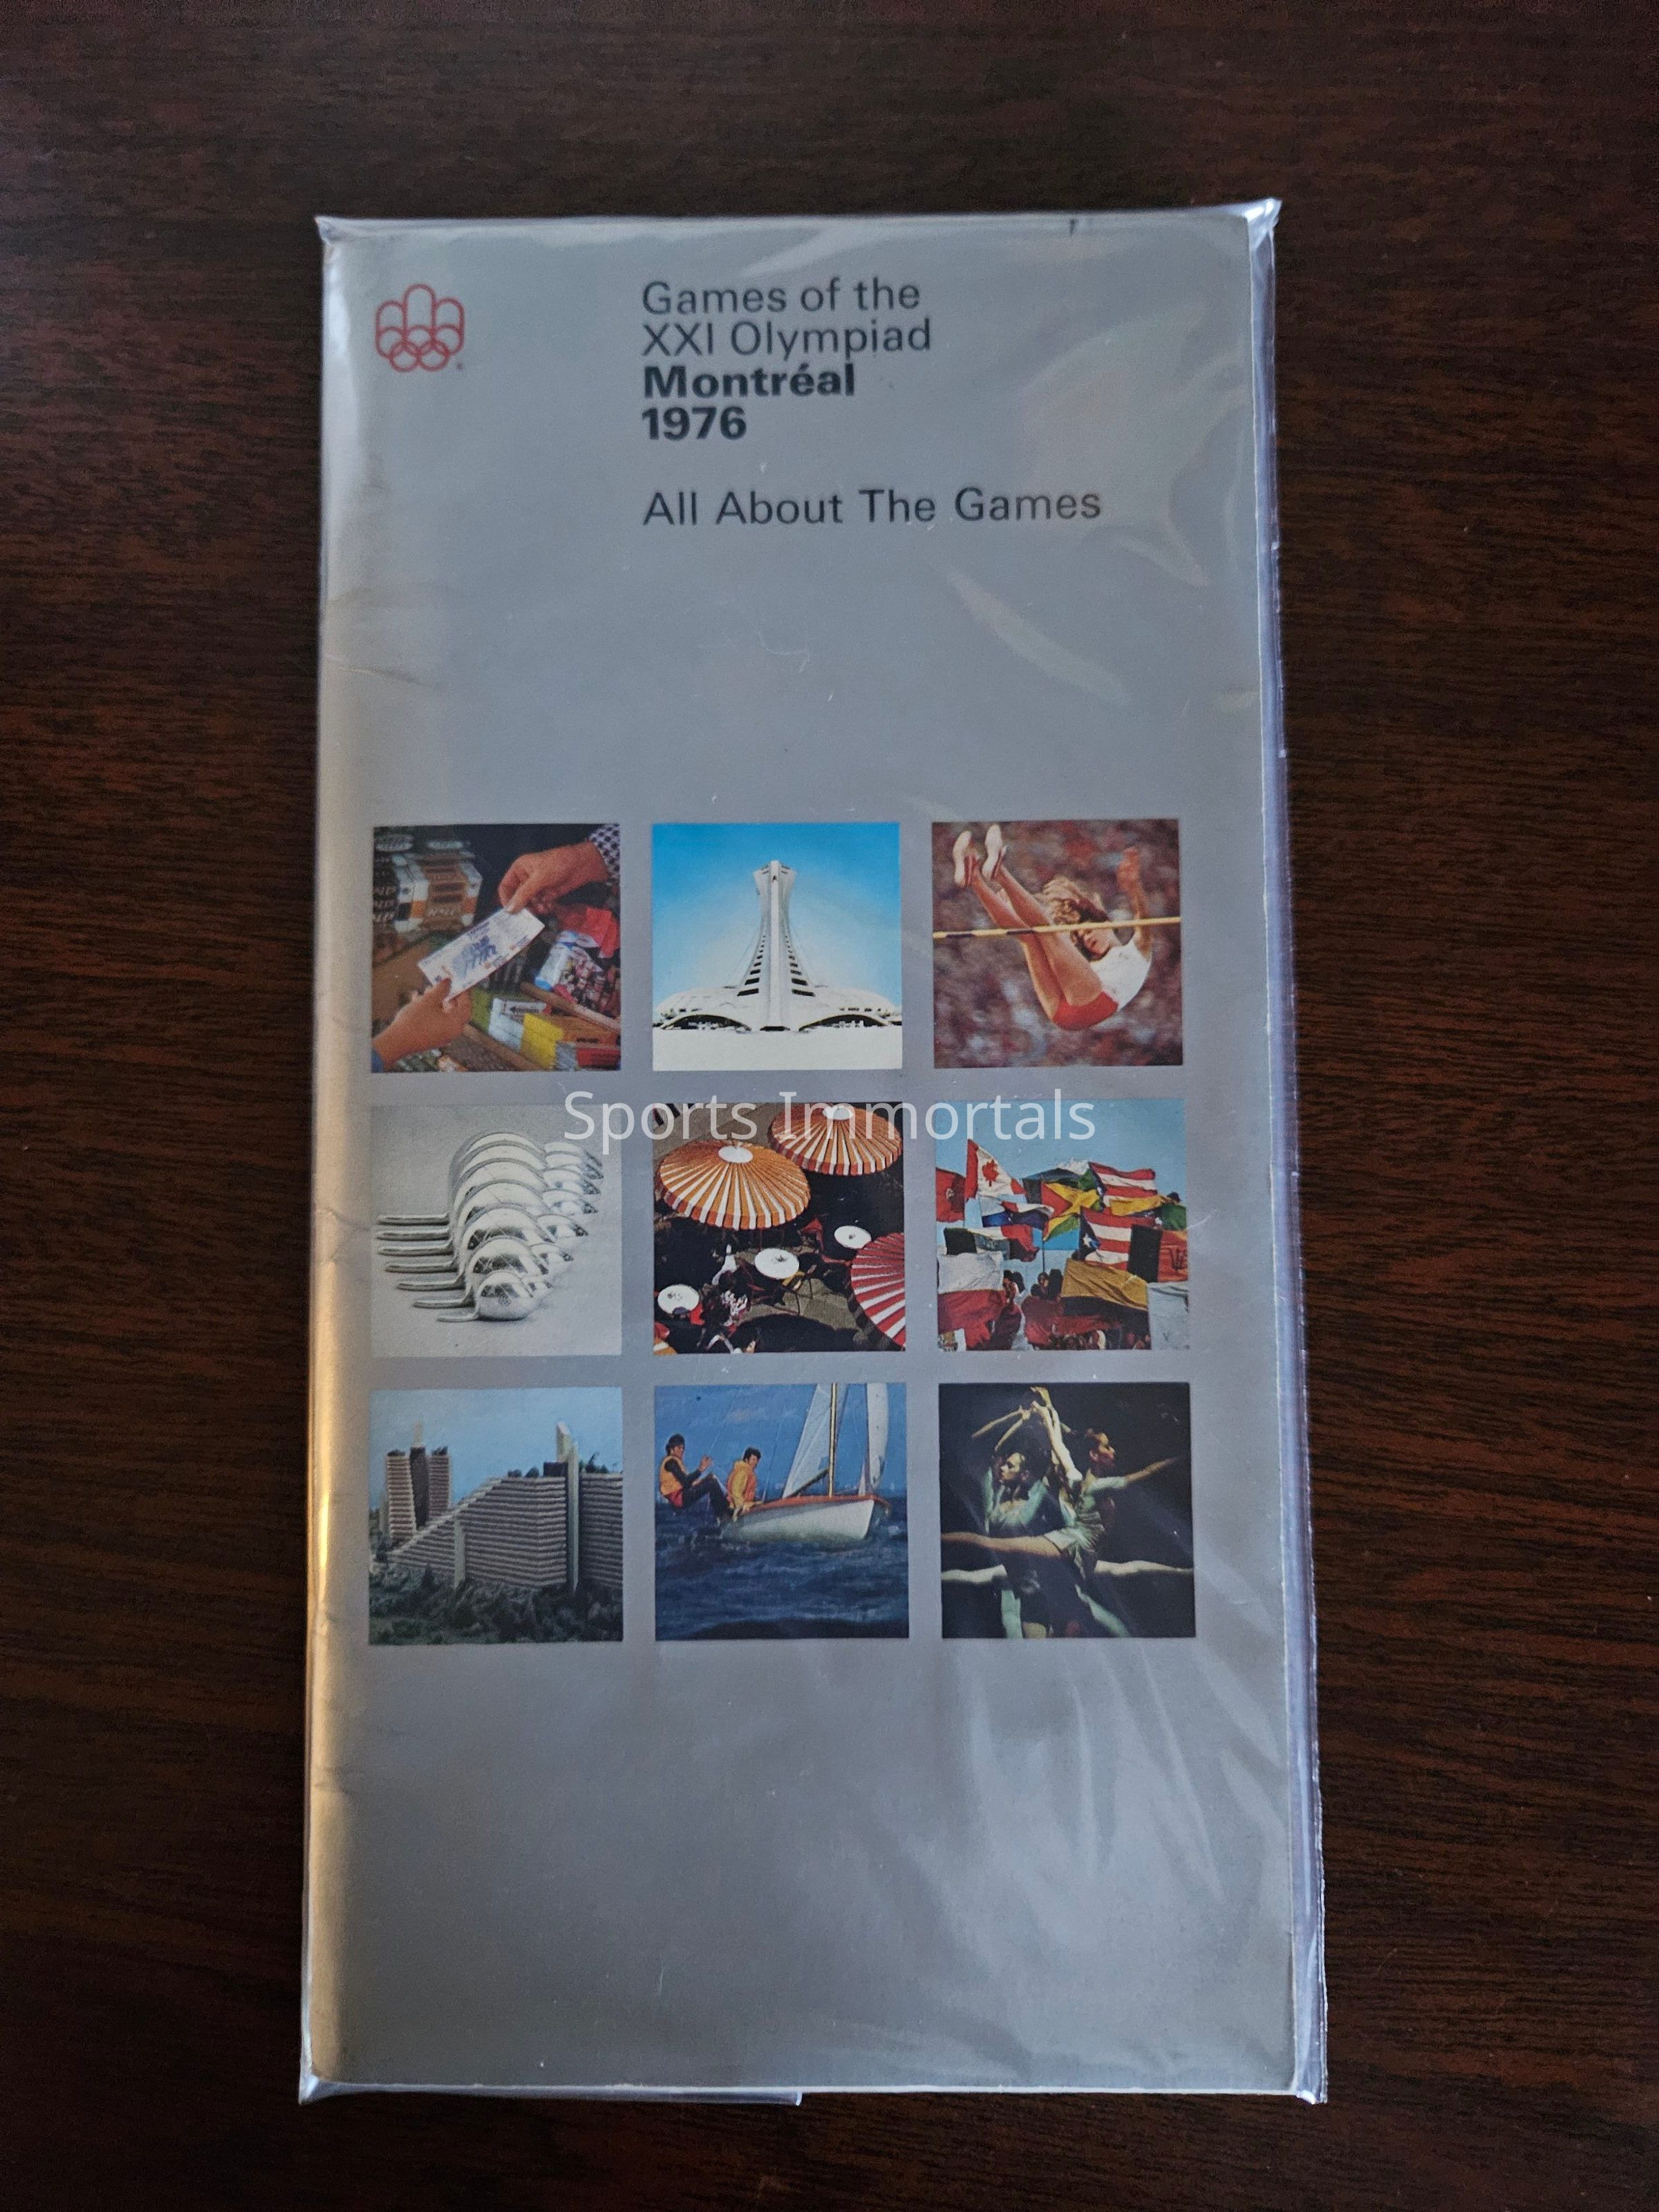 Games of the
XXI Olympiad
Montréal
1976
All About The Games
Sports Immortals